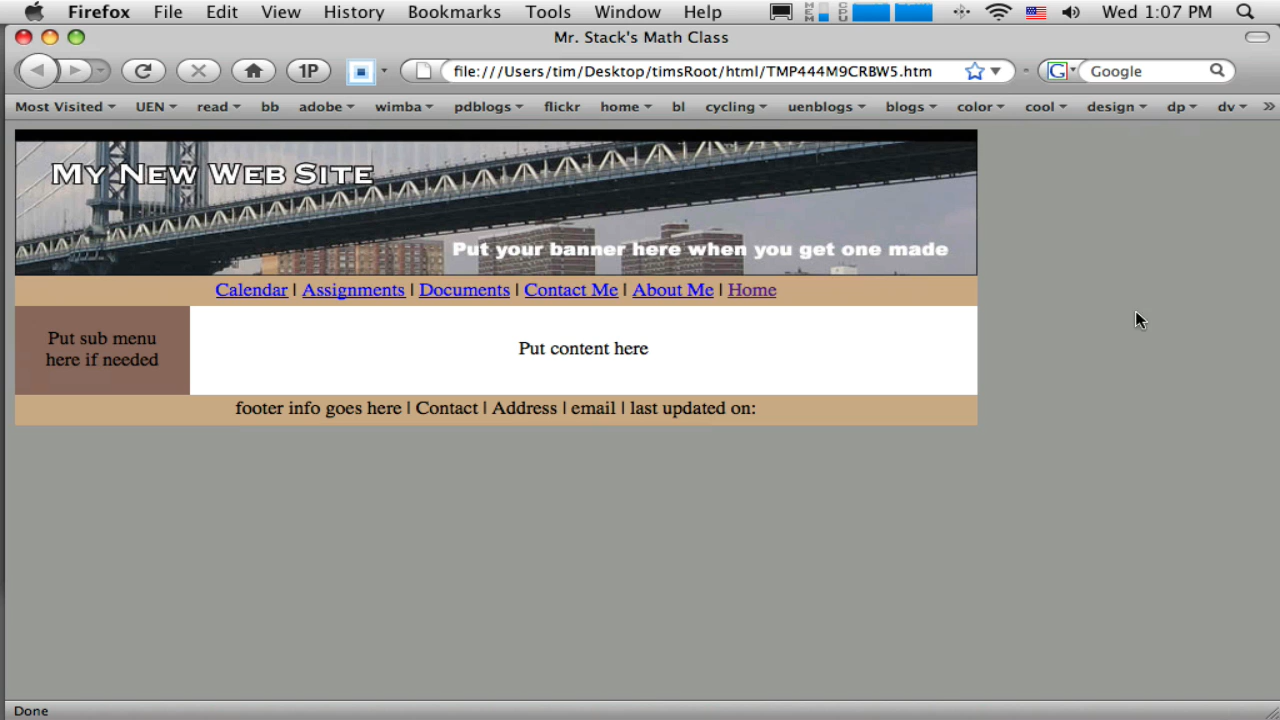 Firefox File Edit View History Bookmarks Tools Window Help MEM CPU Wed 1:07 PM
Mr. Stack's Math Class
1P file:///Users/tim/Desktop/timsRoot/html/TMP444M9CRBW5.htm G Google
Most Visited UEN read bb adobe wimba pdblogs flickr home bl cycling uenblogs blogs color cool design dp dv »
My New Web Site
Put your banner here when you get one made
Calendar | Assignments | Documents | Contact Me | About Me | Home
Put sub menu
here if needed
Put content here
footer info goes here | Contact | Address | email | last updated on:
Done